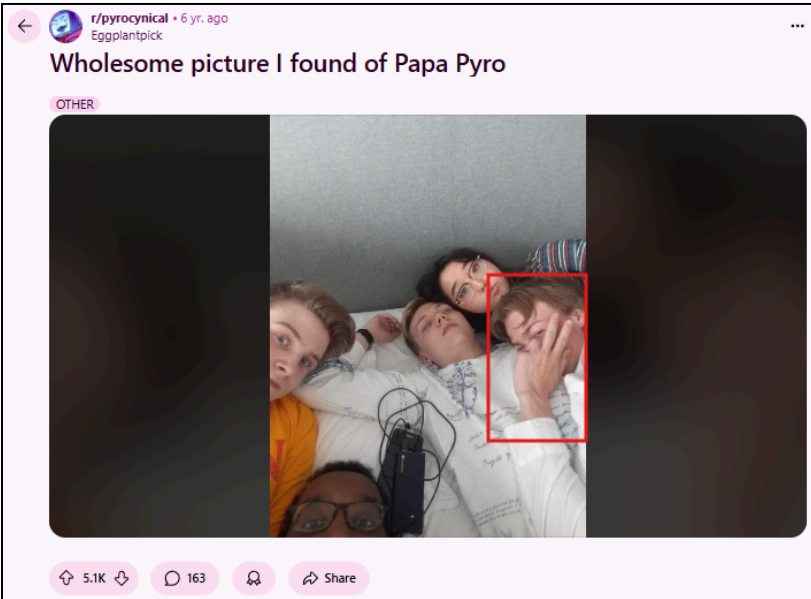 r/pyrocynical • 6 yr. ago
Eggplantpick
Wholesome picture I found of Papa Pyro
OTHER
5.1K
163
Share